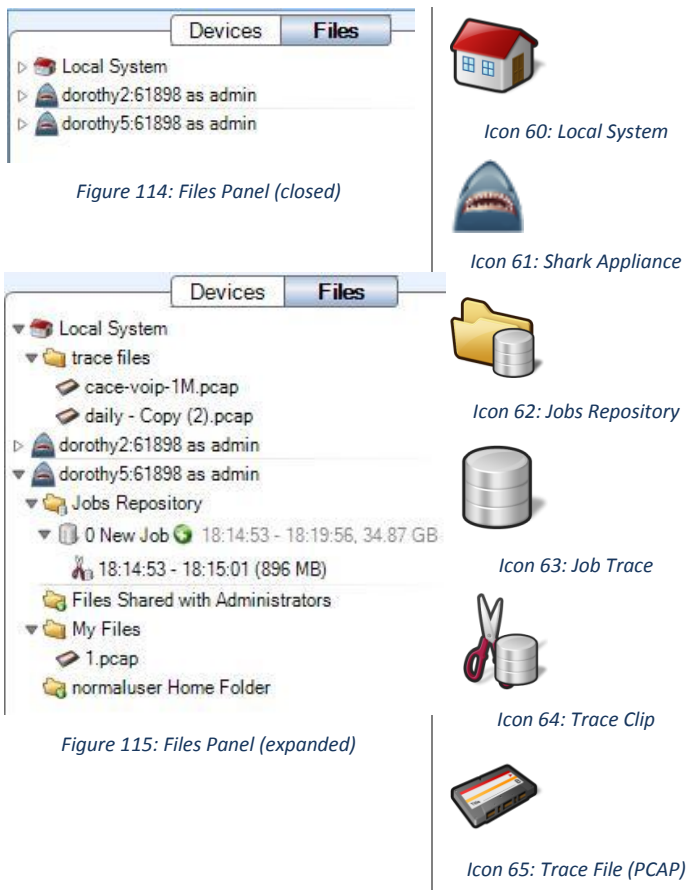 Devices
Files
Local System
dorothy2:61898 as admin
dorothy5:61898 as admin
Figure 114: Files Panel (closed)
Devices
Files
Local System
trace files
cace-voip-1M.pcap
daily - Copy (2).pcap
dorothy2:61898 as admin
dorothy5:61898 as admin
Jobs Repository
0 New Job 18:14:53 - 18:19:56, 34.87 GB
18:14:53 - 18:15:01 (896 MB)
Files Shared with Administrators
My Files
1.pcap
normaluser Home Folder
Figure 115: Files Panel (expanded)
Icon 60: Local System
Icon 61: Shark Appliance
Icon 62: Jobs Repository
Icon 63: Job Trace
Icon 64: Trace Clip
Icon 65: Trace File (PCAP)